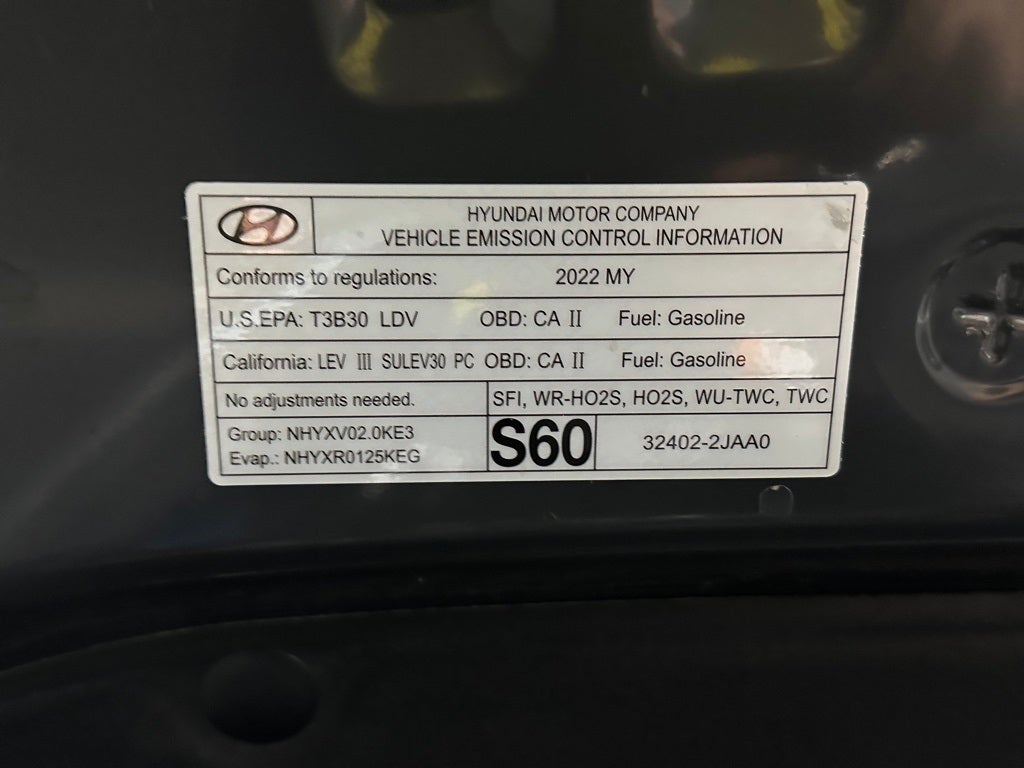 HYUNDAI MOTOR COMPANY
VEHICLE EMISSION CONTROL INFORMATION
Conforms to regulations: 2022 MY
U.S.EPA: T3B30 LDV OBD: CA II Fuel: Gasoline
California: LEV III SULEV30 PC OBD: CA II Fuel: Gasoline
No adjustments needed. SFI, WR-HO2S, HO2S, WU-TWC, TWC
Group: NHYXV02.0KE3
Evap.: NHYXR0125KEG
S60 32402-2JAA0